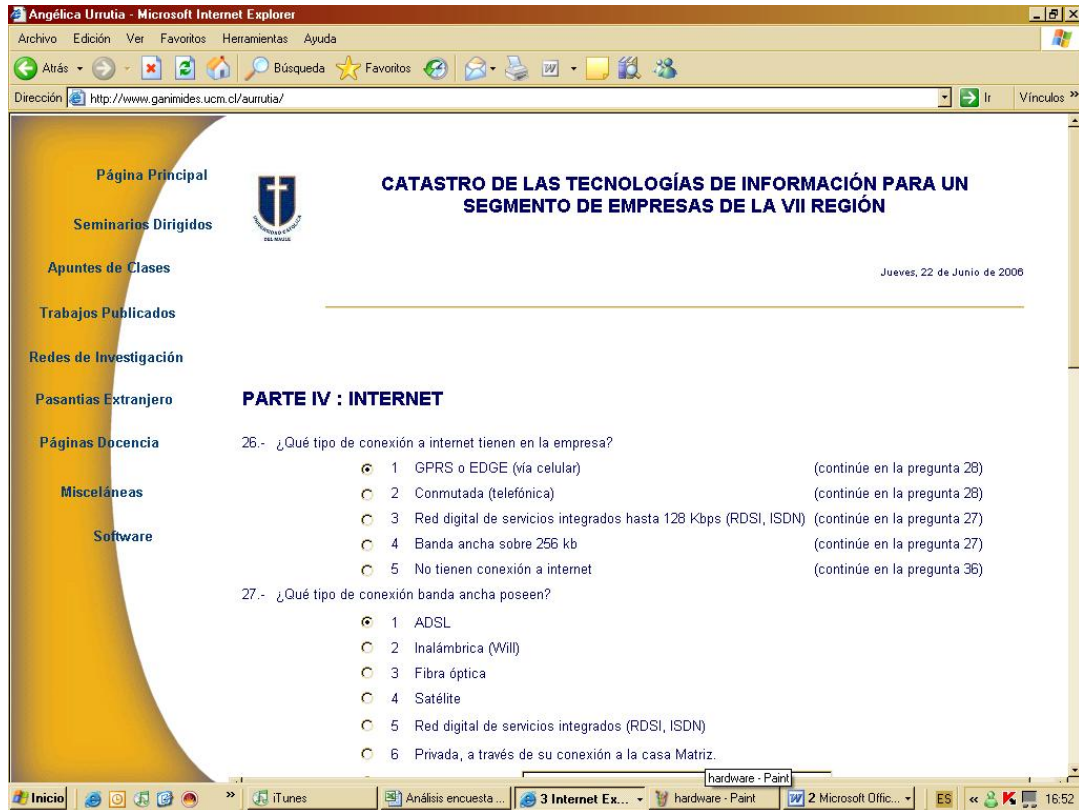 Angélica Urrutia - Microsoft Internet Explorer
Archivo Edición Ver Favoritos Herramientas Ayuda
Atrás Búsqueda Favoritos
Dirección http://www.ganimides.ucm.cl/aurrutia/ Ir Vínculos »
Página Principal
Seminarios Dirigidos
Apuntes de Clases
Trabajos Publicados
Redes de Investigación
Pasantias Extranjero
Páginas Docencia
Misceláneas
Software
UNIVERSIDAD CATOLICA
DEL MAULE
CATASTRO DE LAS TECNOLOGÍAS DE INFORMACIÓN PARA UN
SEGMENTO DE EMPRESAS DE LA VII REGIÓN
Jueves, 22 de Junio de 2006
PARTE IV : INTERNET
26.- ¿Qué tipo de conexión a internet tienen en la empresa?
1 GPRS o EDGE (vía celular) (continúe en la pregunta 28)
2 Conmutada (telefónica) (continúe en la pregunta 28)
3 Red digital de servicios integrados hasta 128 Kbps (RDSI, ISDN) (continúe en la pregunta 27)
4 Banda ancha sobre 256 kb (continúe en la pregunta 27)
5 No tienen conexión a internet (continúe en la pregunta 36)
27.- ¿Qué tipo de conexión banda ancha poseen?
1 ADSL
2 Inalámbrica (Will)
3 Fibra óptica
4 Satélite
5 Red digital de servicios integrados (RDSI, ISDN)
6 Privada, a través de su conexión a la casa Matriz.
hardware - Paint
Inicio » iTunes Análisis encuesta ... 3 Internet Ex... hardware - Paint 2 Microsoft Offic... ES « 16:52